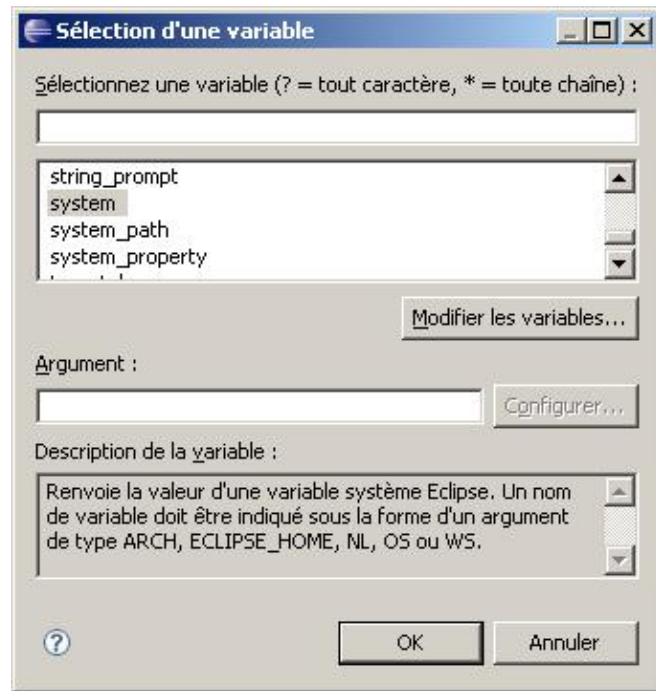 Sélection d'une variable
Sélectionnez une variable (? = tout caractère, * = toute chaîne) :
string_prompt
system
system_path
system_property
Modifier les variables...
Argument :
Configurer...
Description de la variable :
Renvoie la valeur d'une variable système Eclipse. Un nom
de variable doit être indiqué sous la forme d'un argument
de type ARCH, ECLIPSE_HOME, NL, OS ou WS.
?
OK
Annuler